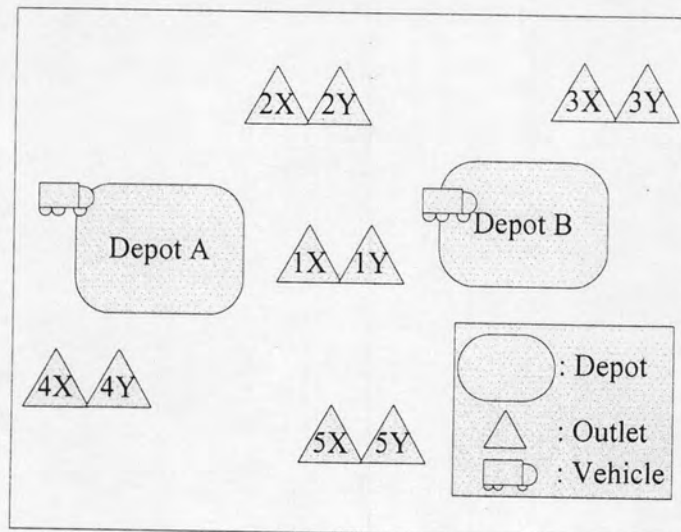 2X 2Y
3X 3Y
Depot A
Depot B
1X 1Y
4X 4Y
5X 5Y
: Depot
: Outlet
: Vehicle